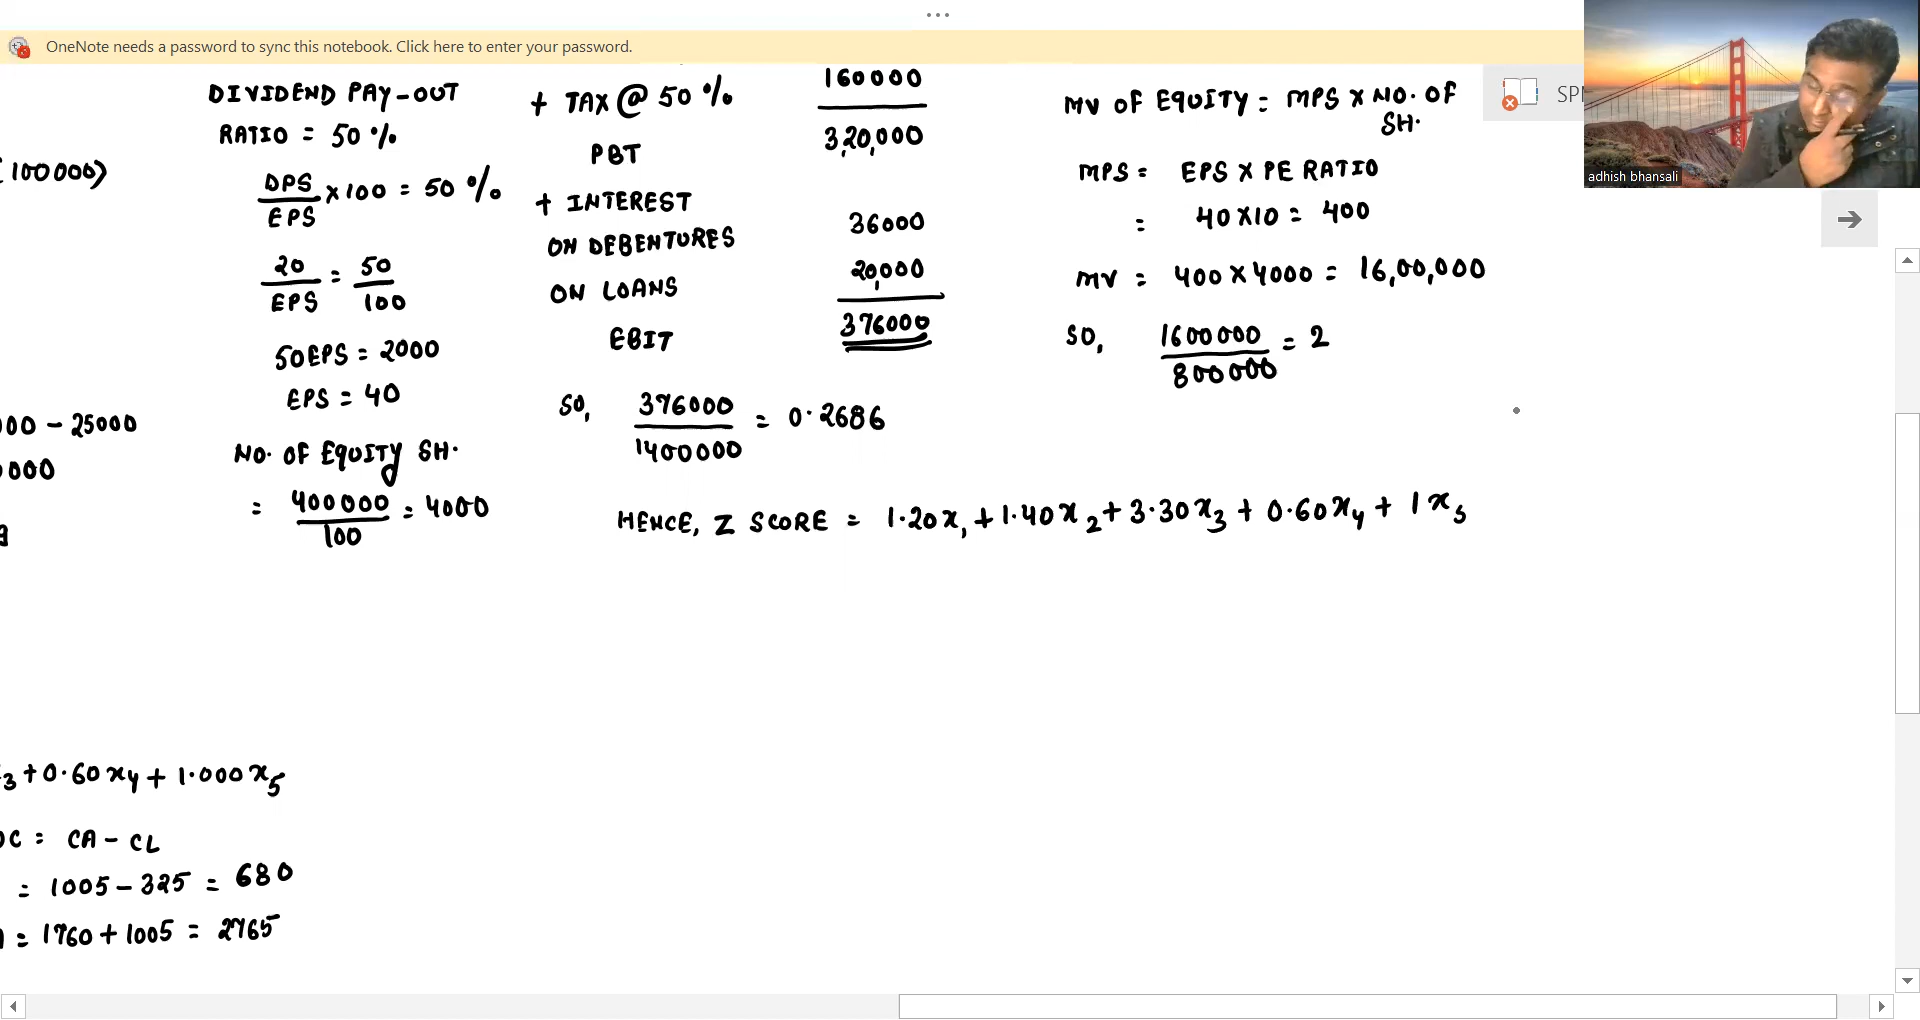 OneNote needs a password to sync this notebook. Click here to enter your password.
adhish bhansali
(100000)
000 - 25000
0000
DIVIDEND PAY-OUT
RATIO = 50 %
DPS/EPS x 100 = 50 %
20/EPS = 50/100
50EPS = 2000
EPS = 40
NO. OF EQUITY SH.
= 400000/100 = 4000
160000
+ TAX @ 50 %
PBT 3,20,000
+ INTEREST
ON DEBENTURES 36000
ON LOANS 20,000
EBIT 376000
SO, 376000/1400000 = 0.2686
MV OF EQUITY = MPS X NO. OF
SH.
MPS = EPS X PE RATIO
= 40 X 10 = 400
MV = 400 X 4000 = 16,00,000
SO, 1600000/800000 = 2
HENCE, Z SCORE = 1.20x₁ + 1.40x₂ + 3.30x₃ + 0.60x₄ + 1x₅
₃ + 0.60x₄ + 1.000x₅
OC = CA - CL
= 1005 - 325 = 680
= 1760 + 1005 = 2765